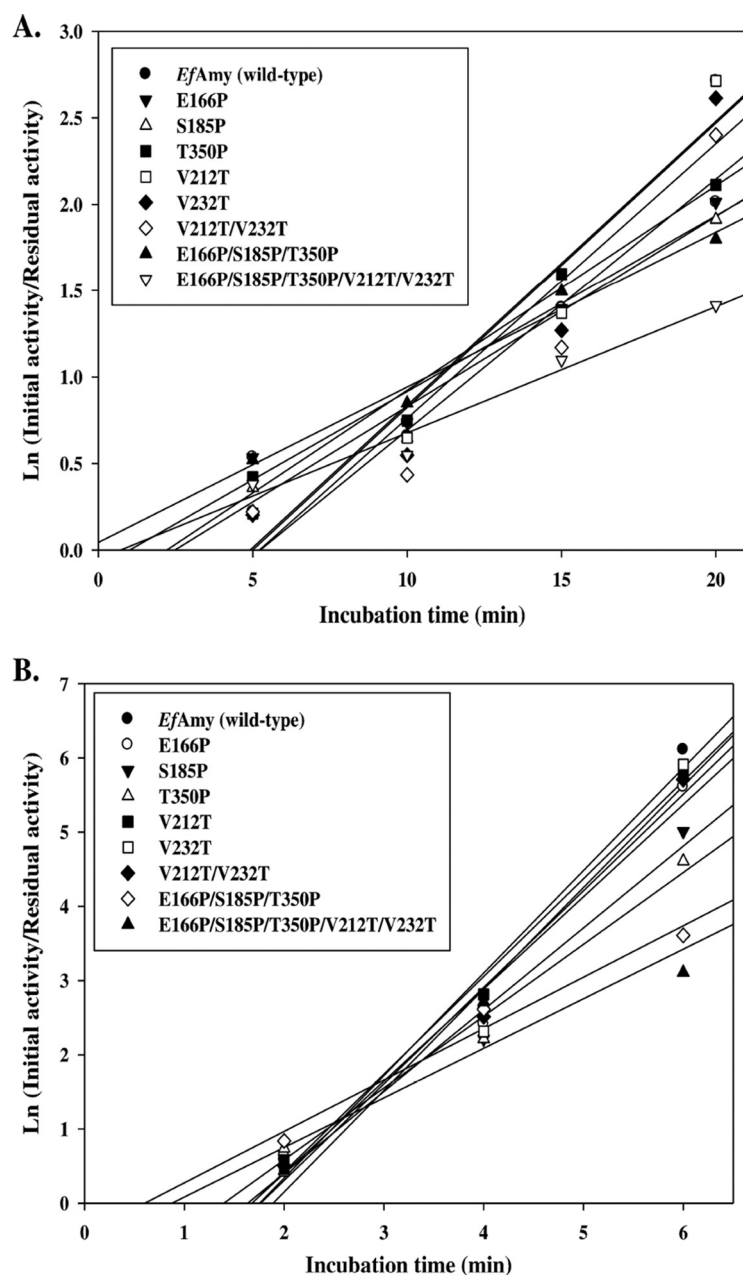 A.
3.0
EfAmy (wild-type)
E166P
S185P
2.5
T350P
V212T
V232T
2.0
V212T/V232T
E166P/S185P/T350P
E166P/S185P/T350P/V212T/V232T
1.5
1.0
0.5
0.0
Ln (Initial activity/Residual activity)
0 5 10 15 20
Incubation time (min)
B.
7
EfAmy (wild-type)
E166P
6
S185P
T350P
V212T
5
V232T
V212T/V232T
E166P/S185P/T350P
4
E166P/S185P/T350P/V212T/V232T
3
2
1
0
Ln (Initial activity/Residual activity)
0 1 2 3 4 5 6
Incubation time (min)